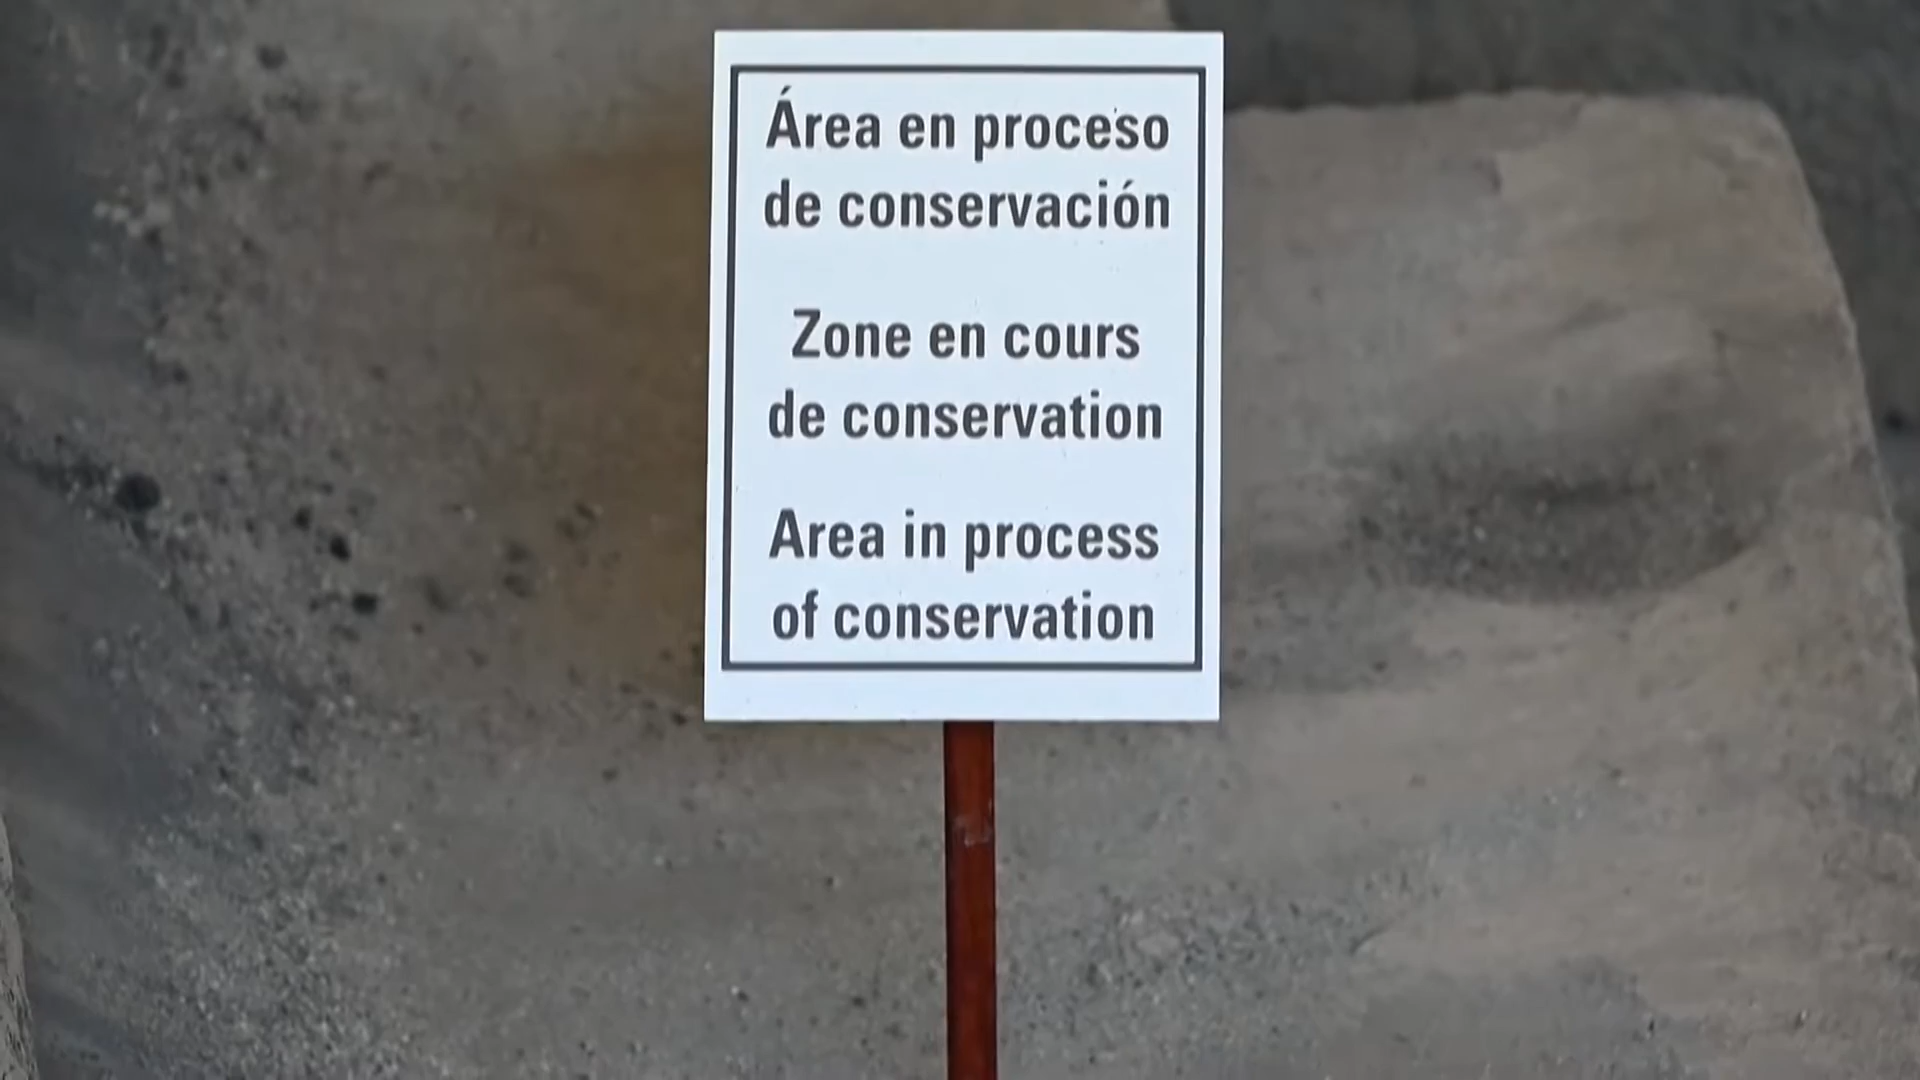 Área en proceso
de conservación
Zone en cours
de conservation
Area in process
of conservation